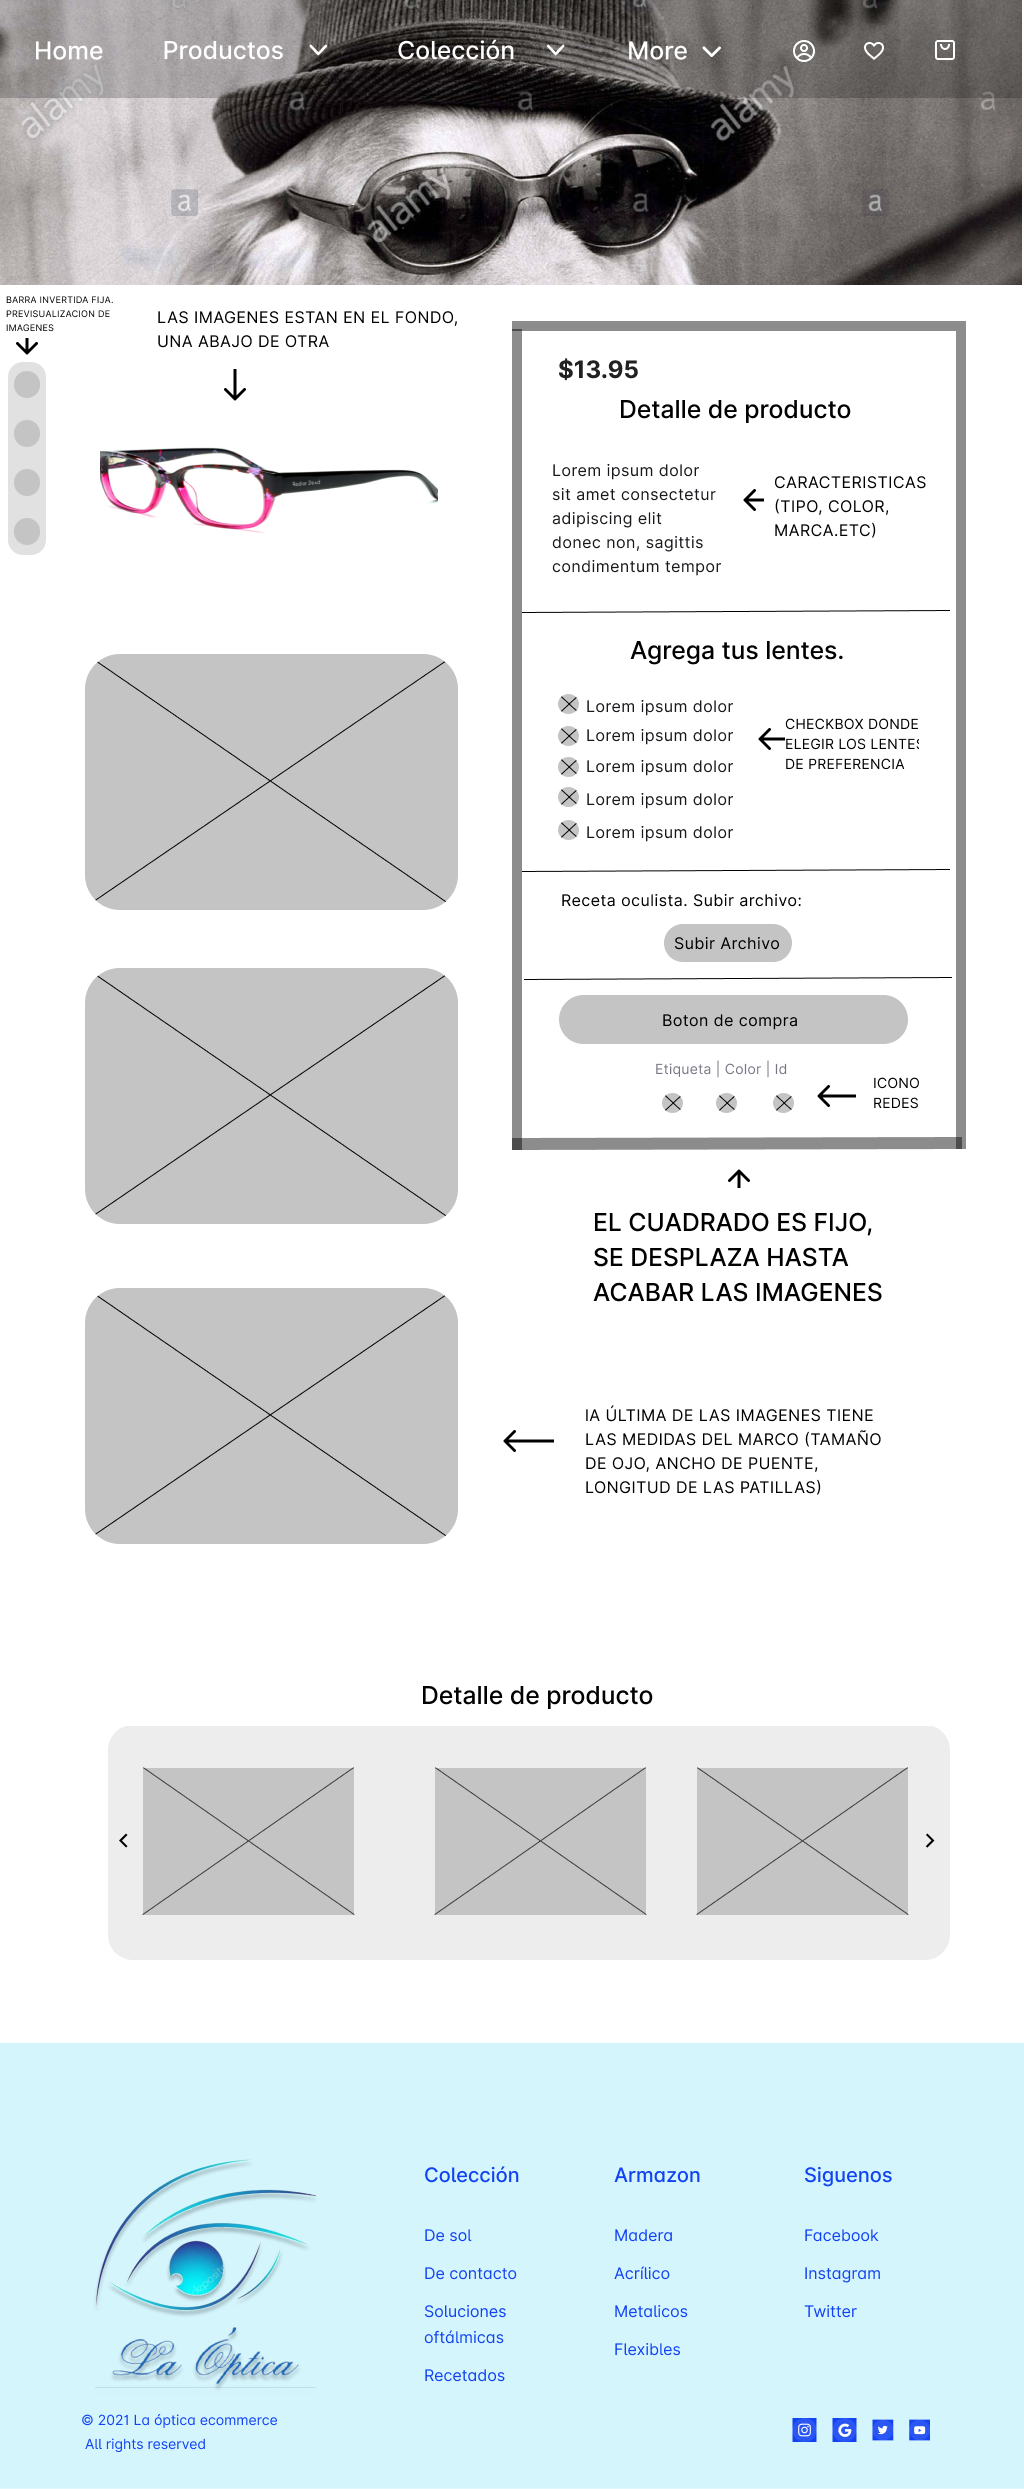 Home Productos Colección More
alamy alamy
a a a
alamy
a a a
BARRA INVERTIDA FIJA.
PREVISUALIZACION DE
IMAGENES
LAS IMAGENES ESTAN EN EL FONDO,
UNA ABAJO DE OTRA
$13.95
Detalle de producto
Lorem ipsum dolor
sit amet consectetur
adipiscing elit
donec non, sagittis
condimentum tempor
CARACTERISTICAS
(TIPO, COLOR,
MARCA.ETC)
Agrega tus lentes.
Lorem ipsum dolor
Lorem ipsum dolor
Lorem ipsum dolor
Lorem ipsum dolor
Lorem ipsum dolor
CHECKBOX DONDE
ELEGIR LOS LENTES
DE PREFERENCIA
Receta oculista. Subir archivo:
Subir Archivo
Boton de compra
Etiqueta | Color | Id
ICONO
REDES
EL CUADRADO ES FIJO,
SE DESPLAZA HASTA
ACABAR LAS IMAGENES
lA ÚLTIMA DE LAS IMAGENES TIENE
LAS MEDIDAS DEL MARCO (TAMAÑO
DE OJO, ANCHO DE PUENTE,
LONGITUD DE LAS PATILLAS)
Detalle de producto
La Óptica
© 2021 La óptica ecommerce
All rights reserved
Colección
De sol
De contacto
Soluciones
oftálmicas
Recetados
Armazon
Madera
Acrílico
Metalicos
Flexibles
Siguenos
Facebook
Instagram
Twitter